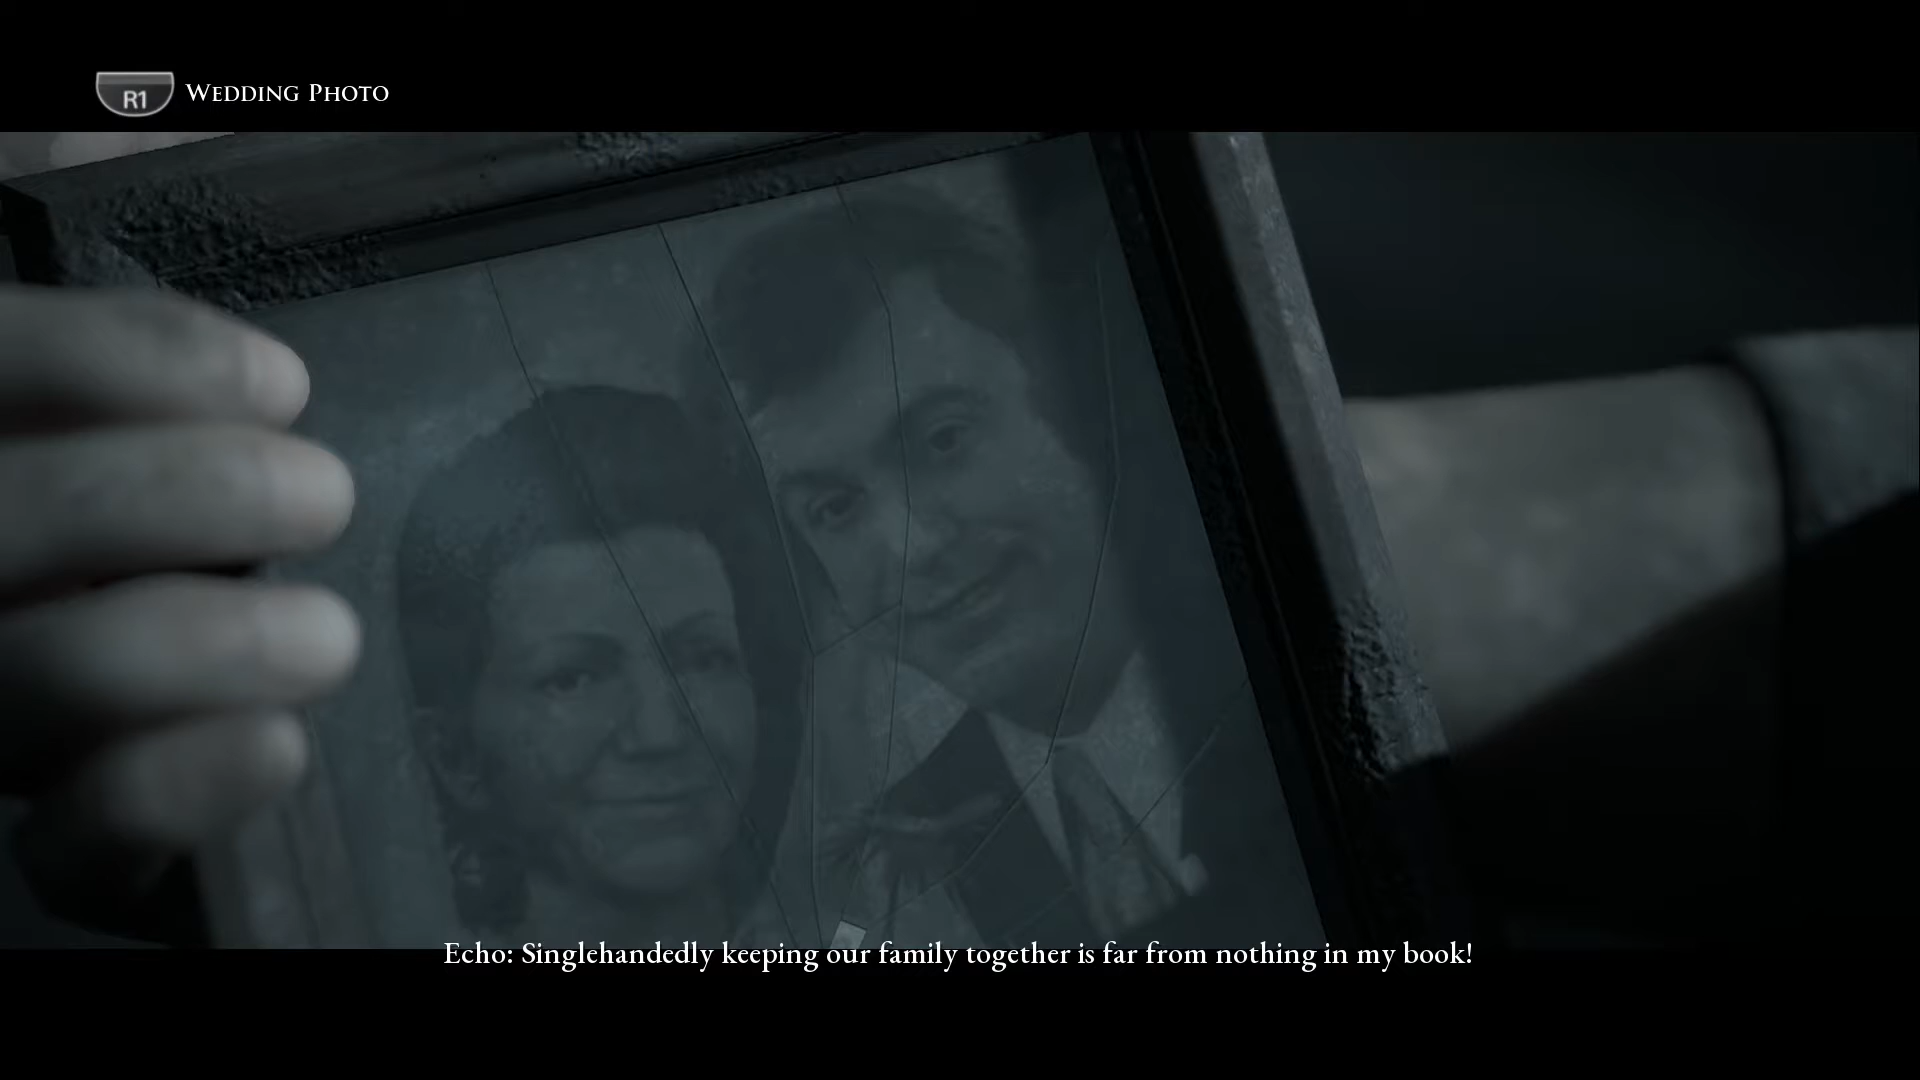 R1
Wedding Photo
Echo: Singlehandedly keeping our family together is far from nothing in my book!